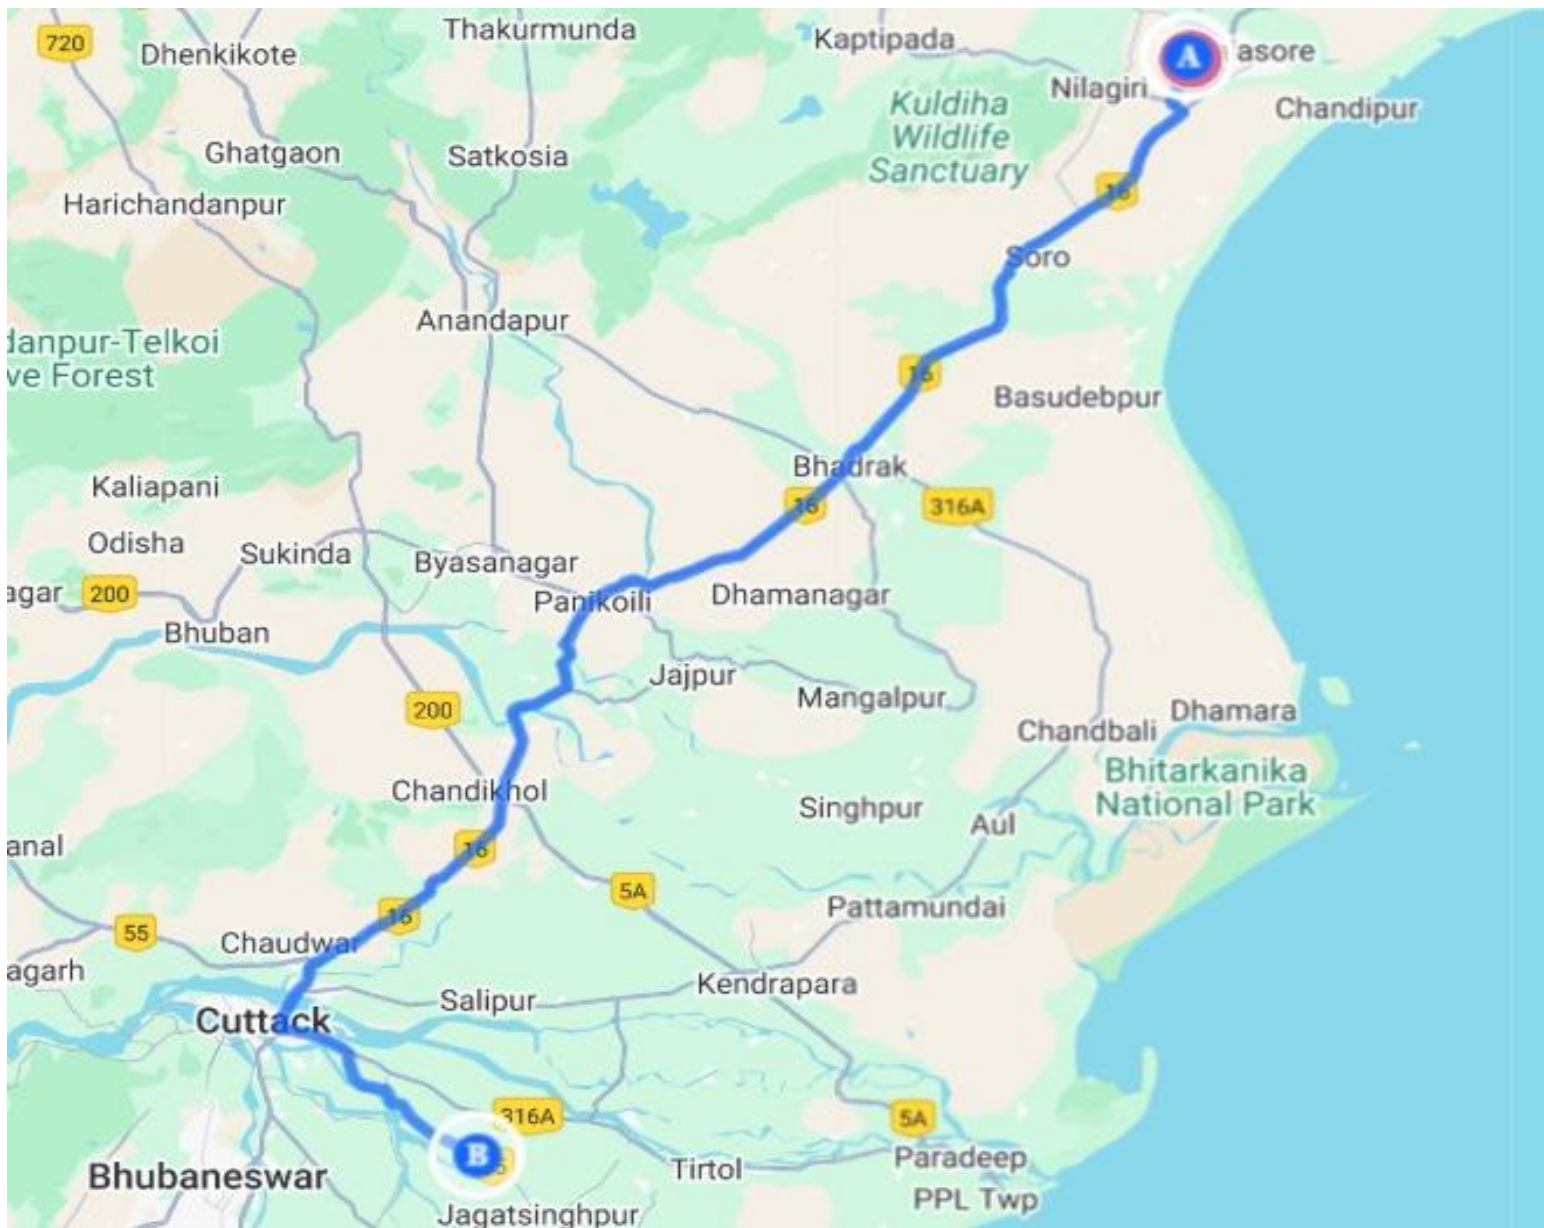 720
Dhenkikote
Thakurmunda
Kaptipada
A
asore
Nilagiri
Chandipur
Kuldiha
Wildlife
Sanctuary
Ghatgaon
Satkosia
Harichandanpur
16
Soro
Anandapur
danpur-Telkoi
ve Forest
16
Basudebpur
Bhadrak
Kaliapani
16
316A
Odisha
Sukinda
Byasanagar
agar
200
Panikoili
Dhamanagar
Bhuban
Jajpur
Mangalpur
200
Dhamara
Chandbali
Bhitarkanika
National Park
Chandikhol
Singhpur
Aul
16
anal
5A
Pattamundai
16
55
Chaudwar
agarh
Kendrapara
Salipur
Cuttack
316A
5A
B
Paradeep
Tirtol
Bhubaneswar
PPL Twp
Jagatsinghpur